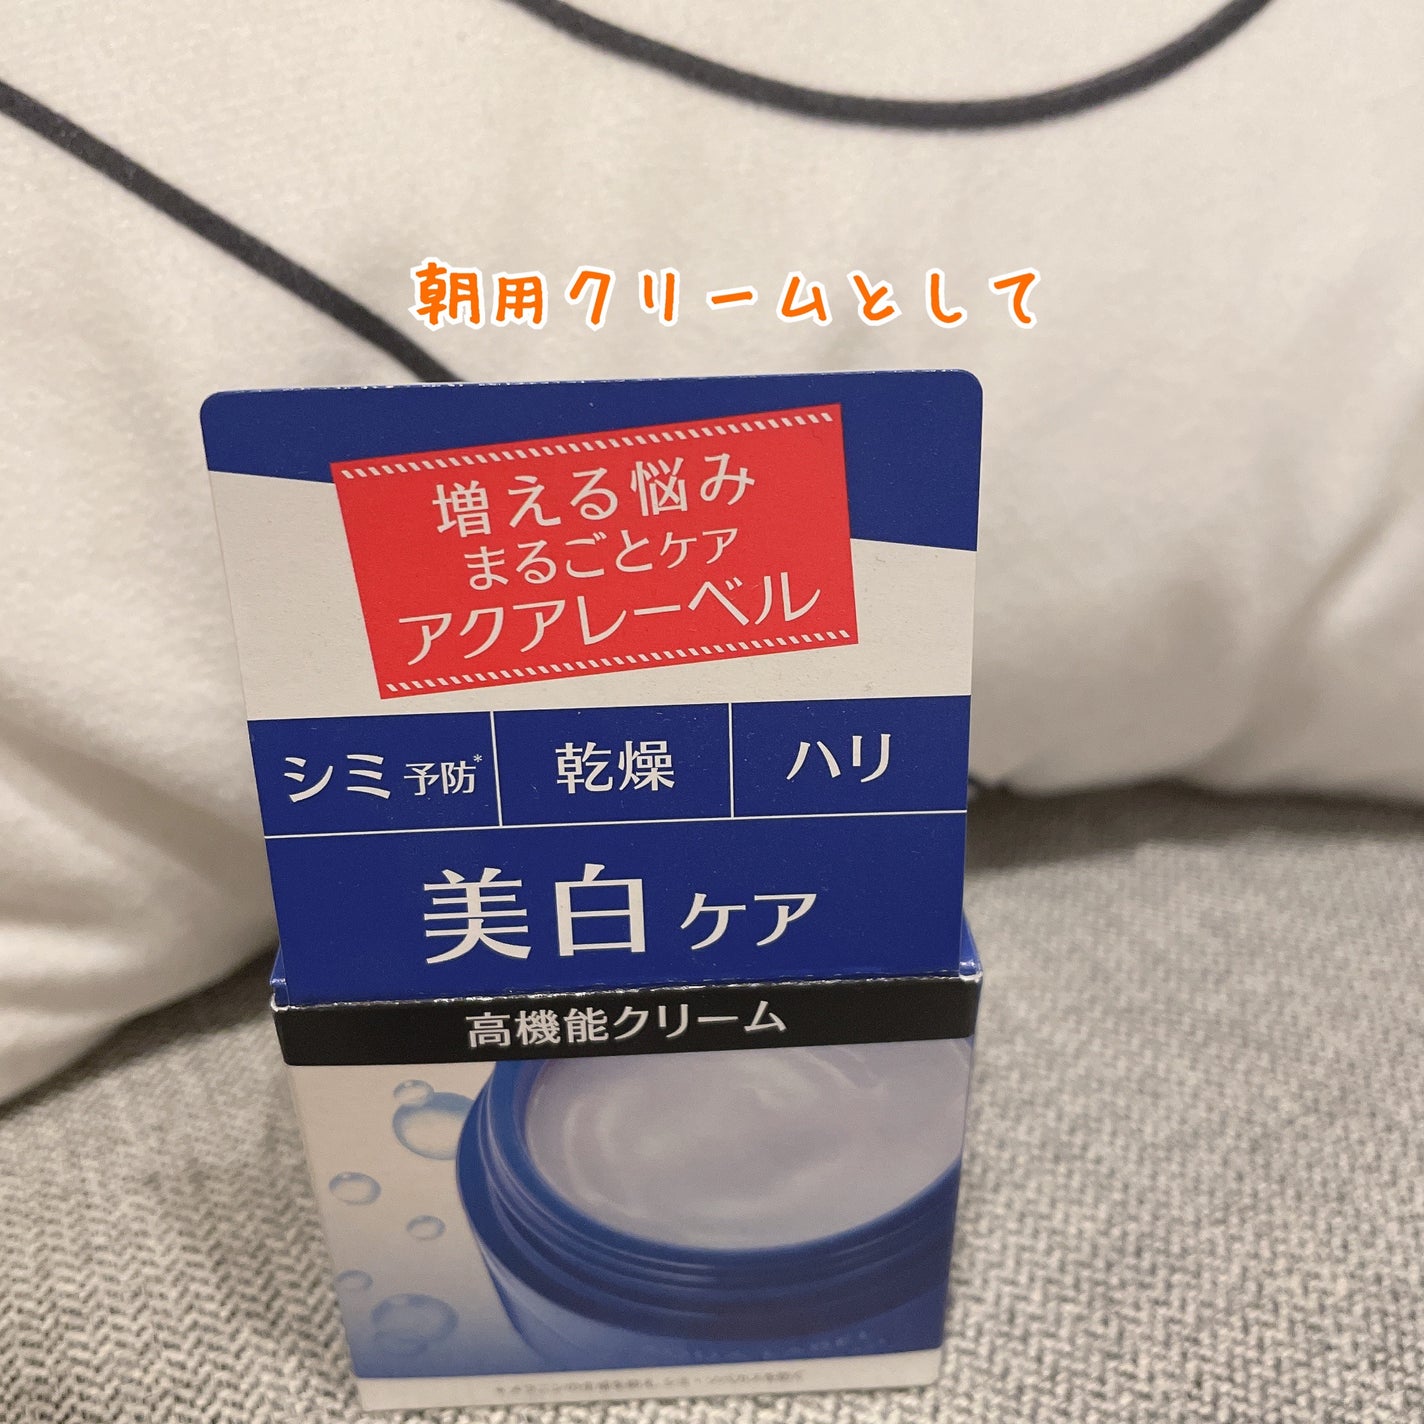 朝用クリームとして
増える悩み
まるごとケア
アクアレーベル
シミ予防* 乾燥 ハリ
美白ケア
高機能クリーム